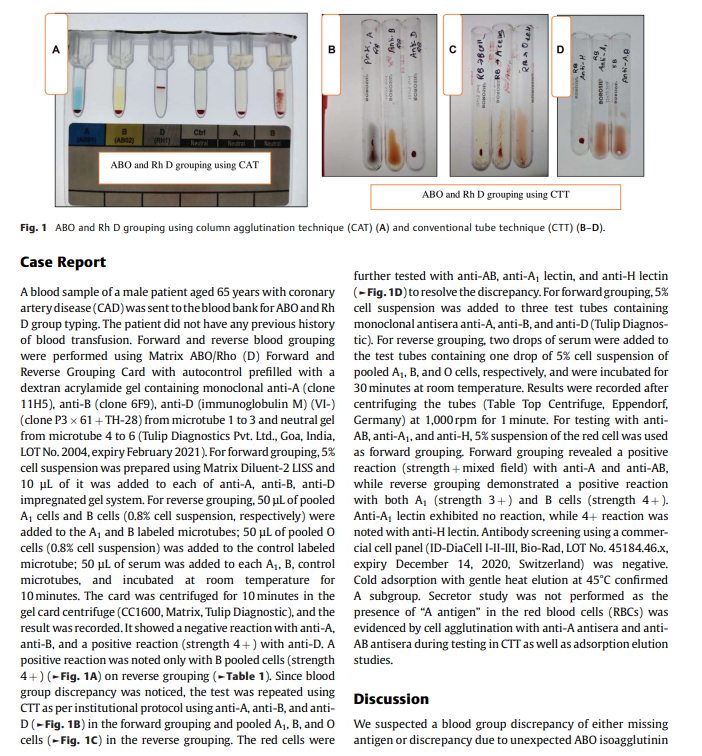 A
B
C
D
A
B
(AB02)
D
Ctrl
Neutral
A₁
Neutral
B
Neutral
ABO and Rh D grouping using CAT
Anti. A
Anti. B
Anti. D
RB → B cell
RB → A cells
RB → O cells
RB
Anti-H
RB
Anti-A₁
RB
Anti-AB
ABO and Rh D grouping using CTT
Fig. 1 ABO and Rh D grouping using column agglutination technique (CAT) (A) and conventional tube technique (CTT) (B–D).
Case Report
A blood sample of a male patient aged 65 years with coronary
artery disease (CAD) was sent to the blood bank for ABO and Rh
D group typing. The patient did not have any previous history
of blood transfusion. Forward and reverse blood grouping
were performed using Matrix ABO/Rho (D) Forward and
Reverse Grouping Card with autocontrol prefilled with a
dextran acrylamide gel containing monoclonal anti-A (clone
11H5), anti-B (clone 6F9), anti-D (immunoglobulin M) (VI-)
(clone P3 × 61 + TH-28) from microtube 1 to 3 and neutral gel
from microtube 4 to 6 (Tulip Diagnostics Pvt. Ltd., Goa, India,
LOT No. 2004, expiry February 2021). For forward grouping, 5%
cell suspension was prepared using Matrix Diluent-2 LISS and
10 μL of it was added to each of anti-A, anti-B, anti-D
impregnated gel system. For reverse grouping, 50 μL of pooled
A₁ cells and B cells (0.8% cell suspension, respectively) were
added to the A₁ and B labeled microtubes; 50 μL of pooled O
cells (0.8% cell suspension) was added to the control labeled
microtube; 50 μL of serum was added to each A₁, B, control
microtubes, and incubated at room temperature for
10 minutes. The card was centrifuged for 10 minutes in the
gel card centrifuge (CC1600, Matrix, Tulip Diagnostic), and the
result was recorded. It showed a negative reaction with anti-A,
anti-B, and a positive reaction (strength 4 +) with anti-D. A
positive reaction was noted only with B pooled cells (strength
4 +) (►Fig. 1A) on reverse grouping (►Table 1). Since blood
group discrepancy was noticed, the test was repeated using
CTT as per institutional protocol using anti-A, anti-B, and anti-
D (►Fig. 1B) in the forward grouping and pooled A₁, B, and O
cells (►Fig. 1C) in the reverse grouping. The red cells were
further tested with anti-AB, anti-A₁ lectin, and anti-H lectin
(►Fig. 1D) to resolve the discrepancy. For forward grouping, 5%
cell suspension was added to three test tubes containing
monoclonal antisera anti-A, anti-B, and anti-D (Tulip Diagnos-
tic). For reverse grouping, two drops of serum were added to
the test tubes containing one drop of 5% cell suspension of
pooled A₁, B, and O cells, respectively, and were incubated for
30 minutes at room temperature. Results were recorded after
centrifuging the tubes (Table Top Centrifuge, Eppendorf,
Germany) at 1,000 rpm for 1 minute. For testing with anti-
AB, anti-A₁, and anti-H, 5% suspension of the red cell was used
as forward grouping. Forward grouping revealed a positive
reaction (strength + mixed field) with anti-A and anti-AB,
while reverse grouping demonstrated a positive reaction
with both A₁ (strength 3 +) and B cells (strength 4 +).
Anti-A₁ lectin exhibited no reaction, while 4+ reaction was
noted with anti-H lectin. Antibody screening using a commer-
cial cell panel (ID-DiaCell I-II-III, Bio-Rad, LOT No. 45184.46.x,
expiry December 14, 2020, Switzerland) was negative.
Cold adsorption with gentle heat elution at 45°C confirmed
A subgroup. Secretor study was not performed as the
presence of “A antigen” in the red blood cells (RBCs) was
evidenced by cell agglutination with anti-A antisera and anti-
AB antisera during testing in CTT as well as adsorption elution
studies.
Discussion
We suspected a blood group discrepancy of either missing
antigen or discrepancy due to unexpected ABO isoagglutinin